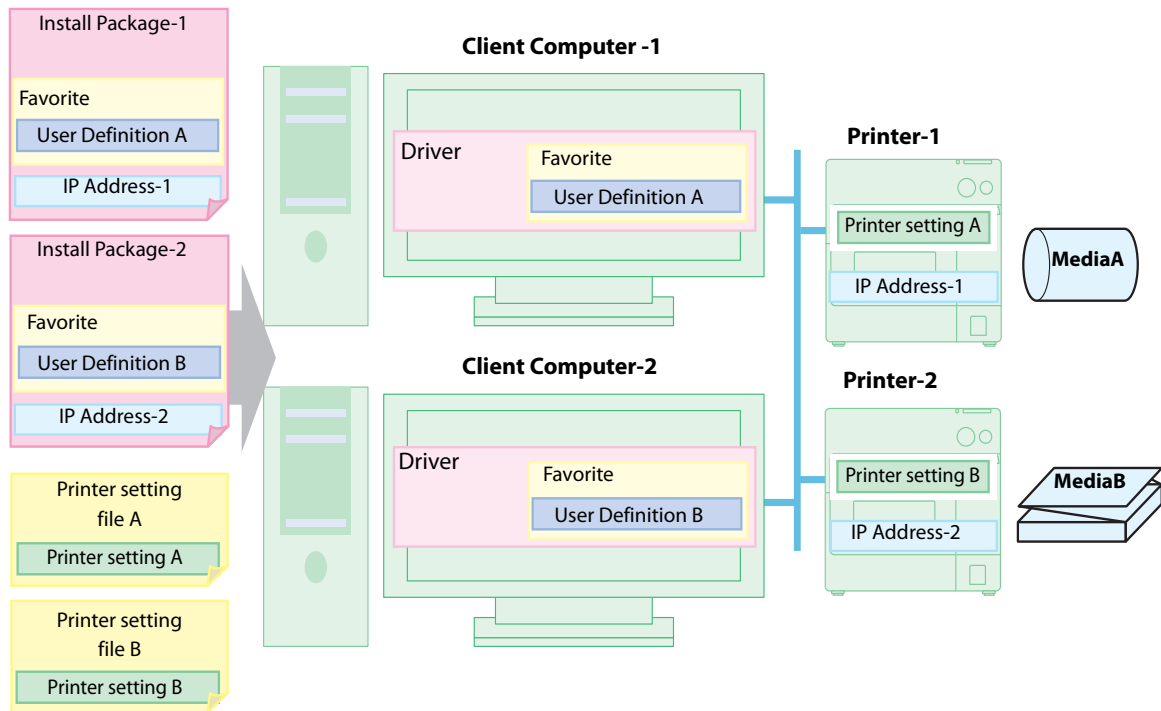 Install Package-1
Favorite
User Definition A
IP Address-1
Install Package-2
Favorite
User Definition B
IP Address-2
Printer setting
file A
Printer setting A
Printer setting
file B
Printer setting B
Client Computer -1
Driver
Favorite
User Definition A
Client Computer-2
Driver
Favorite
User Definition B
Printer-1
Printer setting A
IP Address-1
MediaA
Printer-2
Printer setting B
IP Address-2
MediaB